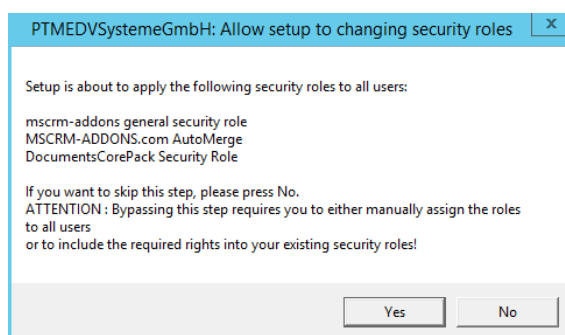 PTMEDVSystemeGmbH: Allow setup to changing security roles
x
Setup is about to apply the following security roles to all users:
mscrm-addons general security role
MSCRM-ADDONS.com AutoMerge
DocumentsCorePack Security Role
If you want to skip this step, please press No.
ATTENTION : Bypassing this step requires you to either manually assign the roles
to all users
or to include the required rights into your existing security roles!
Yes
No